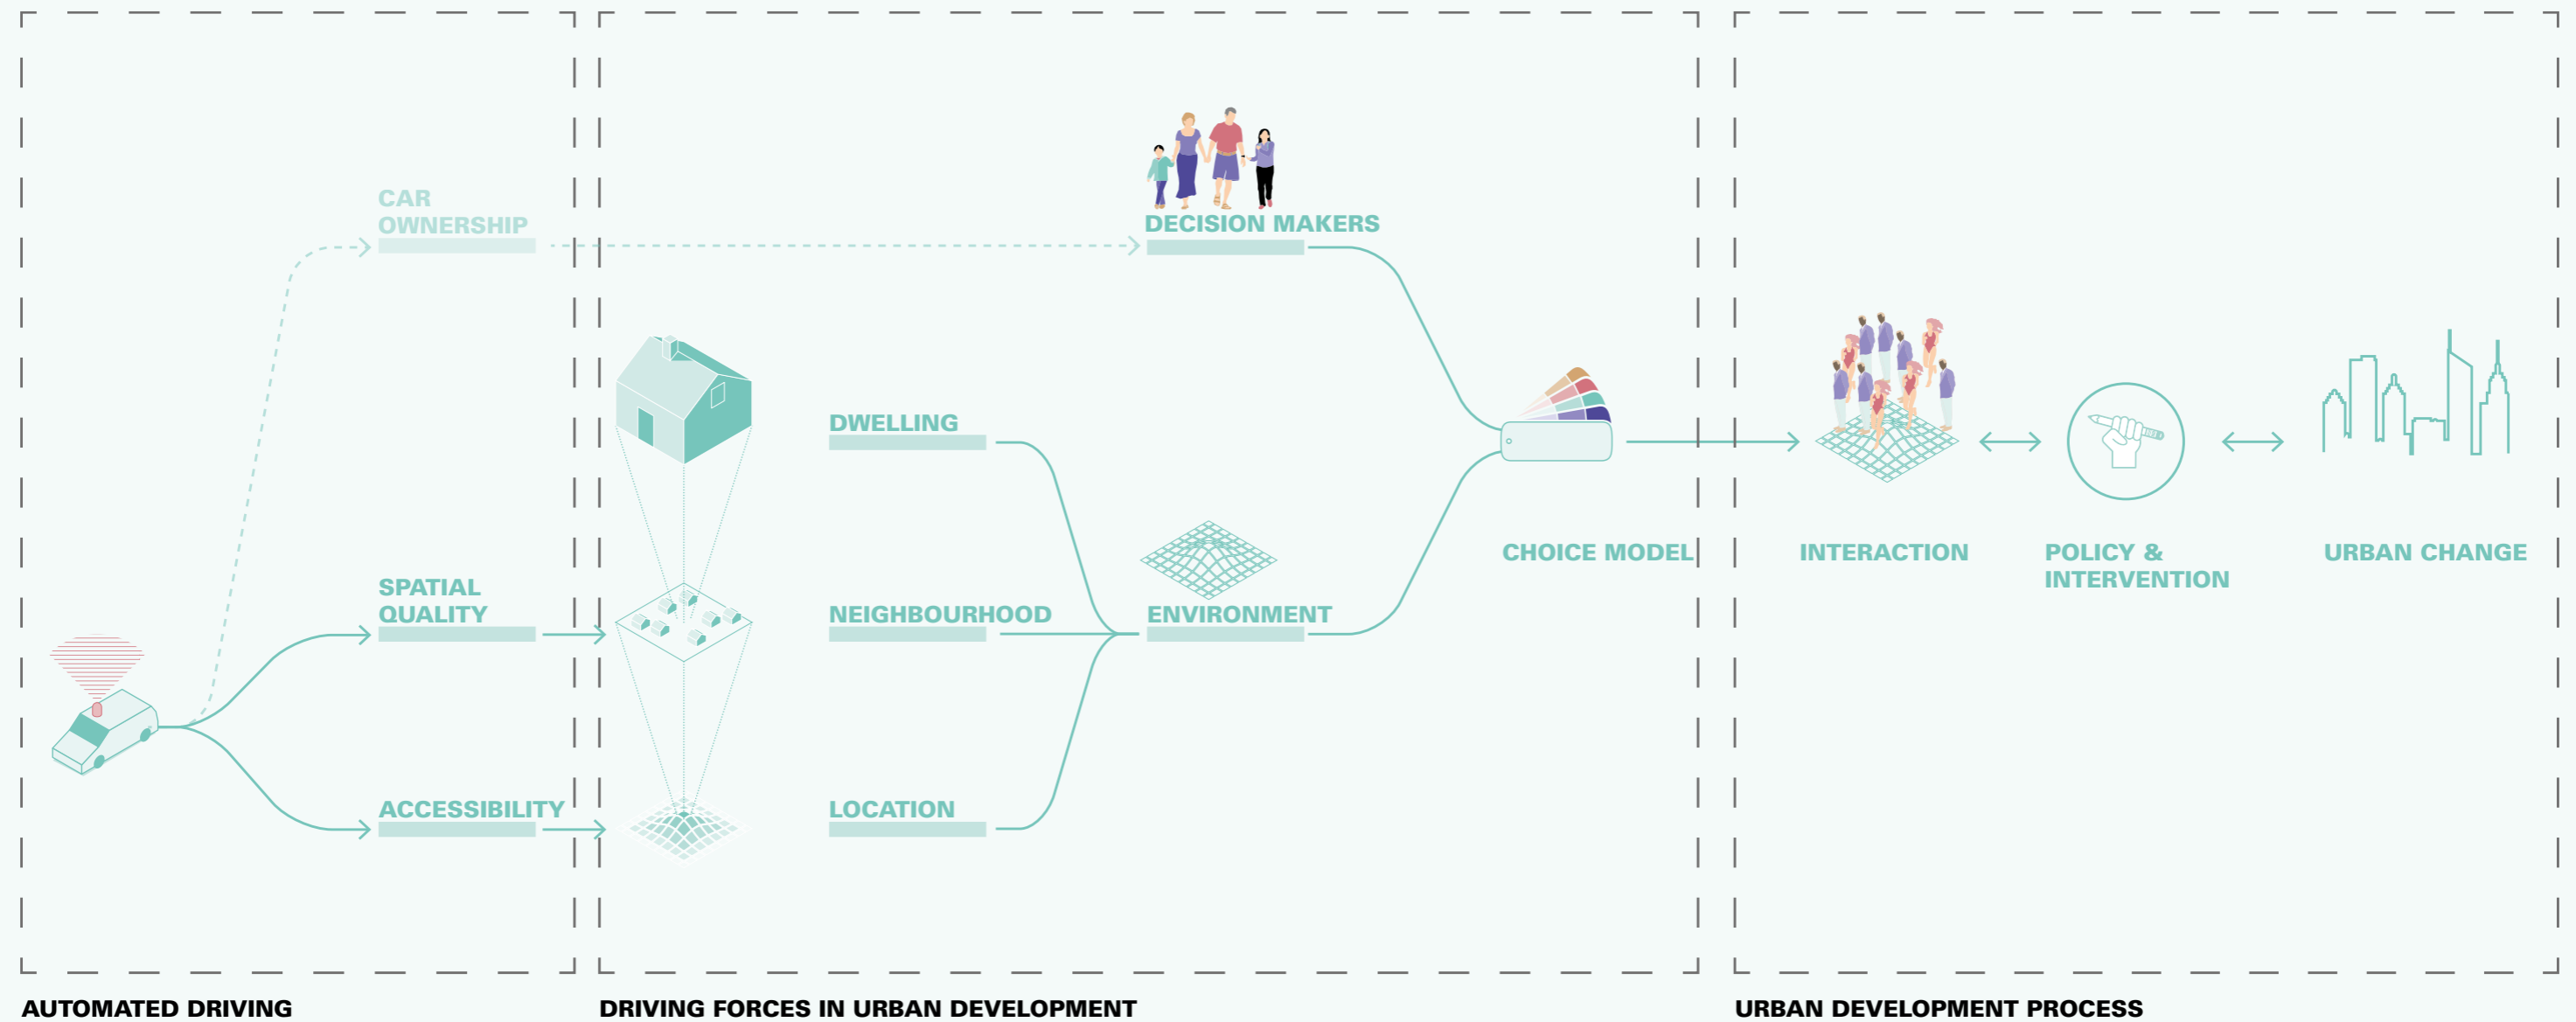 CAR
OWNERSHIP
SPATIAL
QUALITY
ACCESSIBILITY
AUTOMATED DRIVING
DECISION MAKERS
DWELLING
NEIGHBOURHOOD
LOCATION
ENVIRONMENT
CHOICE MODEL
DRIVING FORCES IN URBAN DEVELOPMENT
INTERACTION
POLICY &
INTERVENTION
URBAN CHANGE
URBAN DEVELOPMENT PROCESS